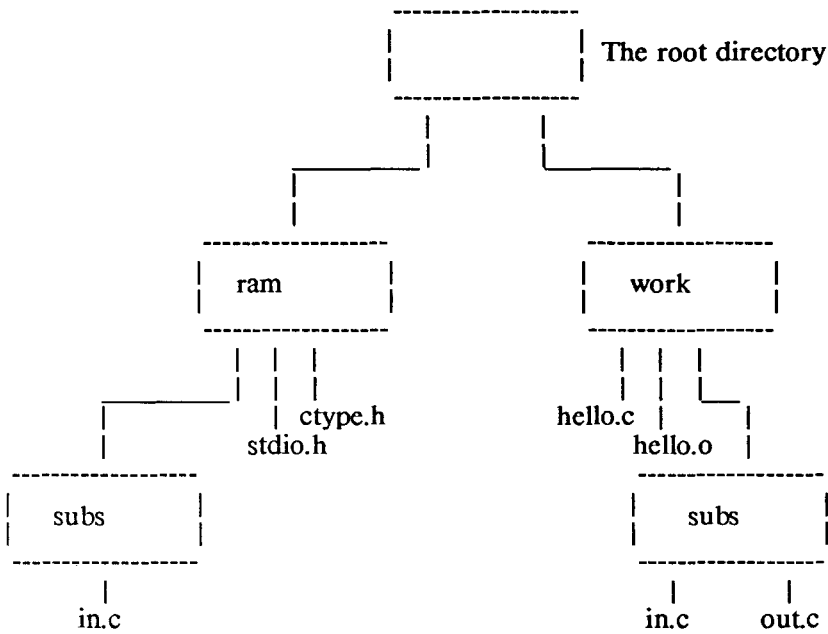 The root directory
ram
work
ctype.h
stdio.h
hello.c
hello.o
subs
subs
in.c
in.c
out.c